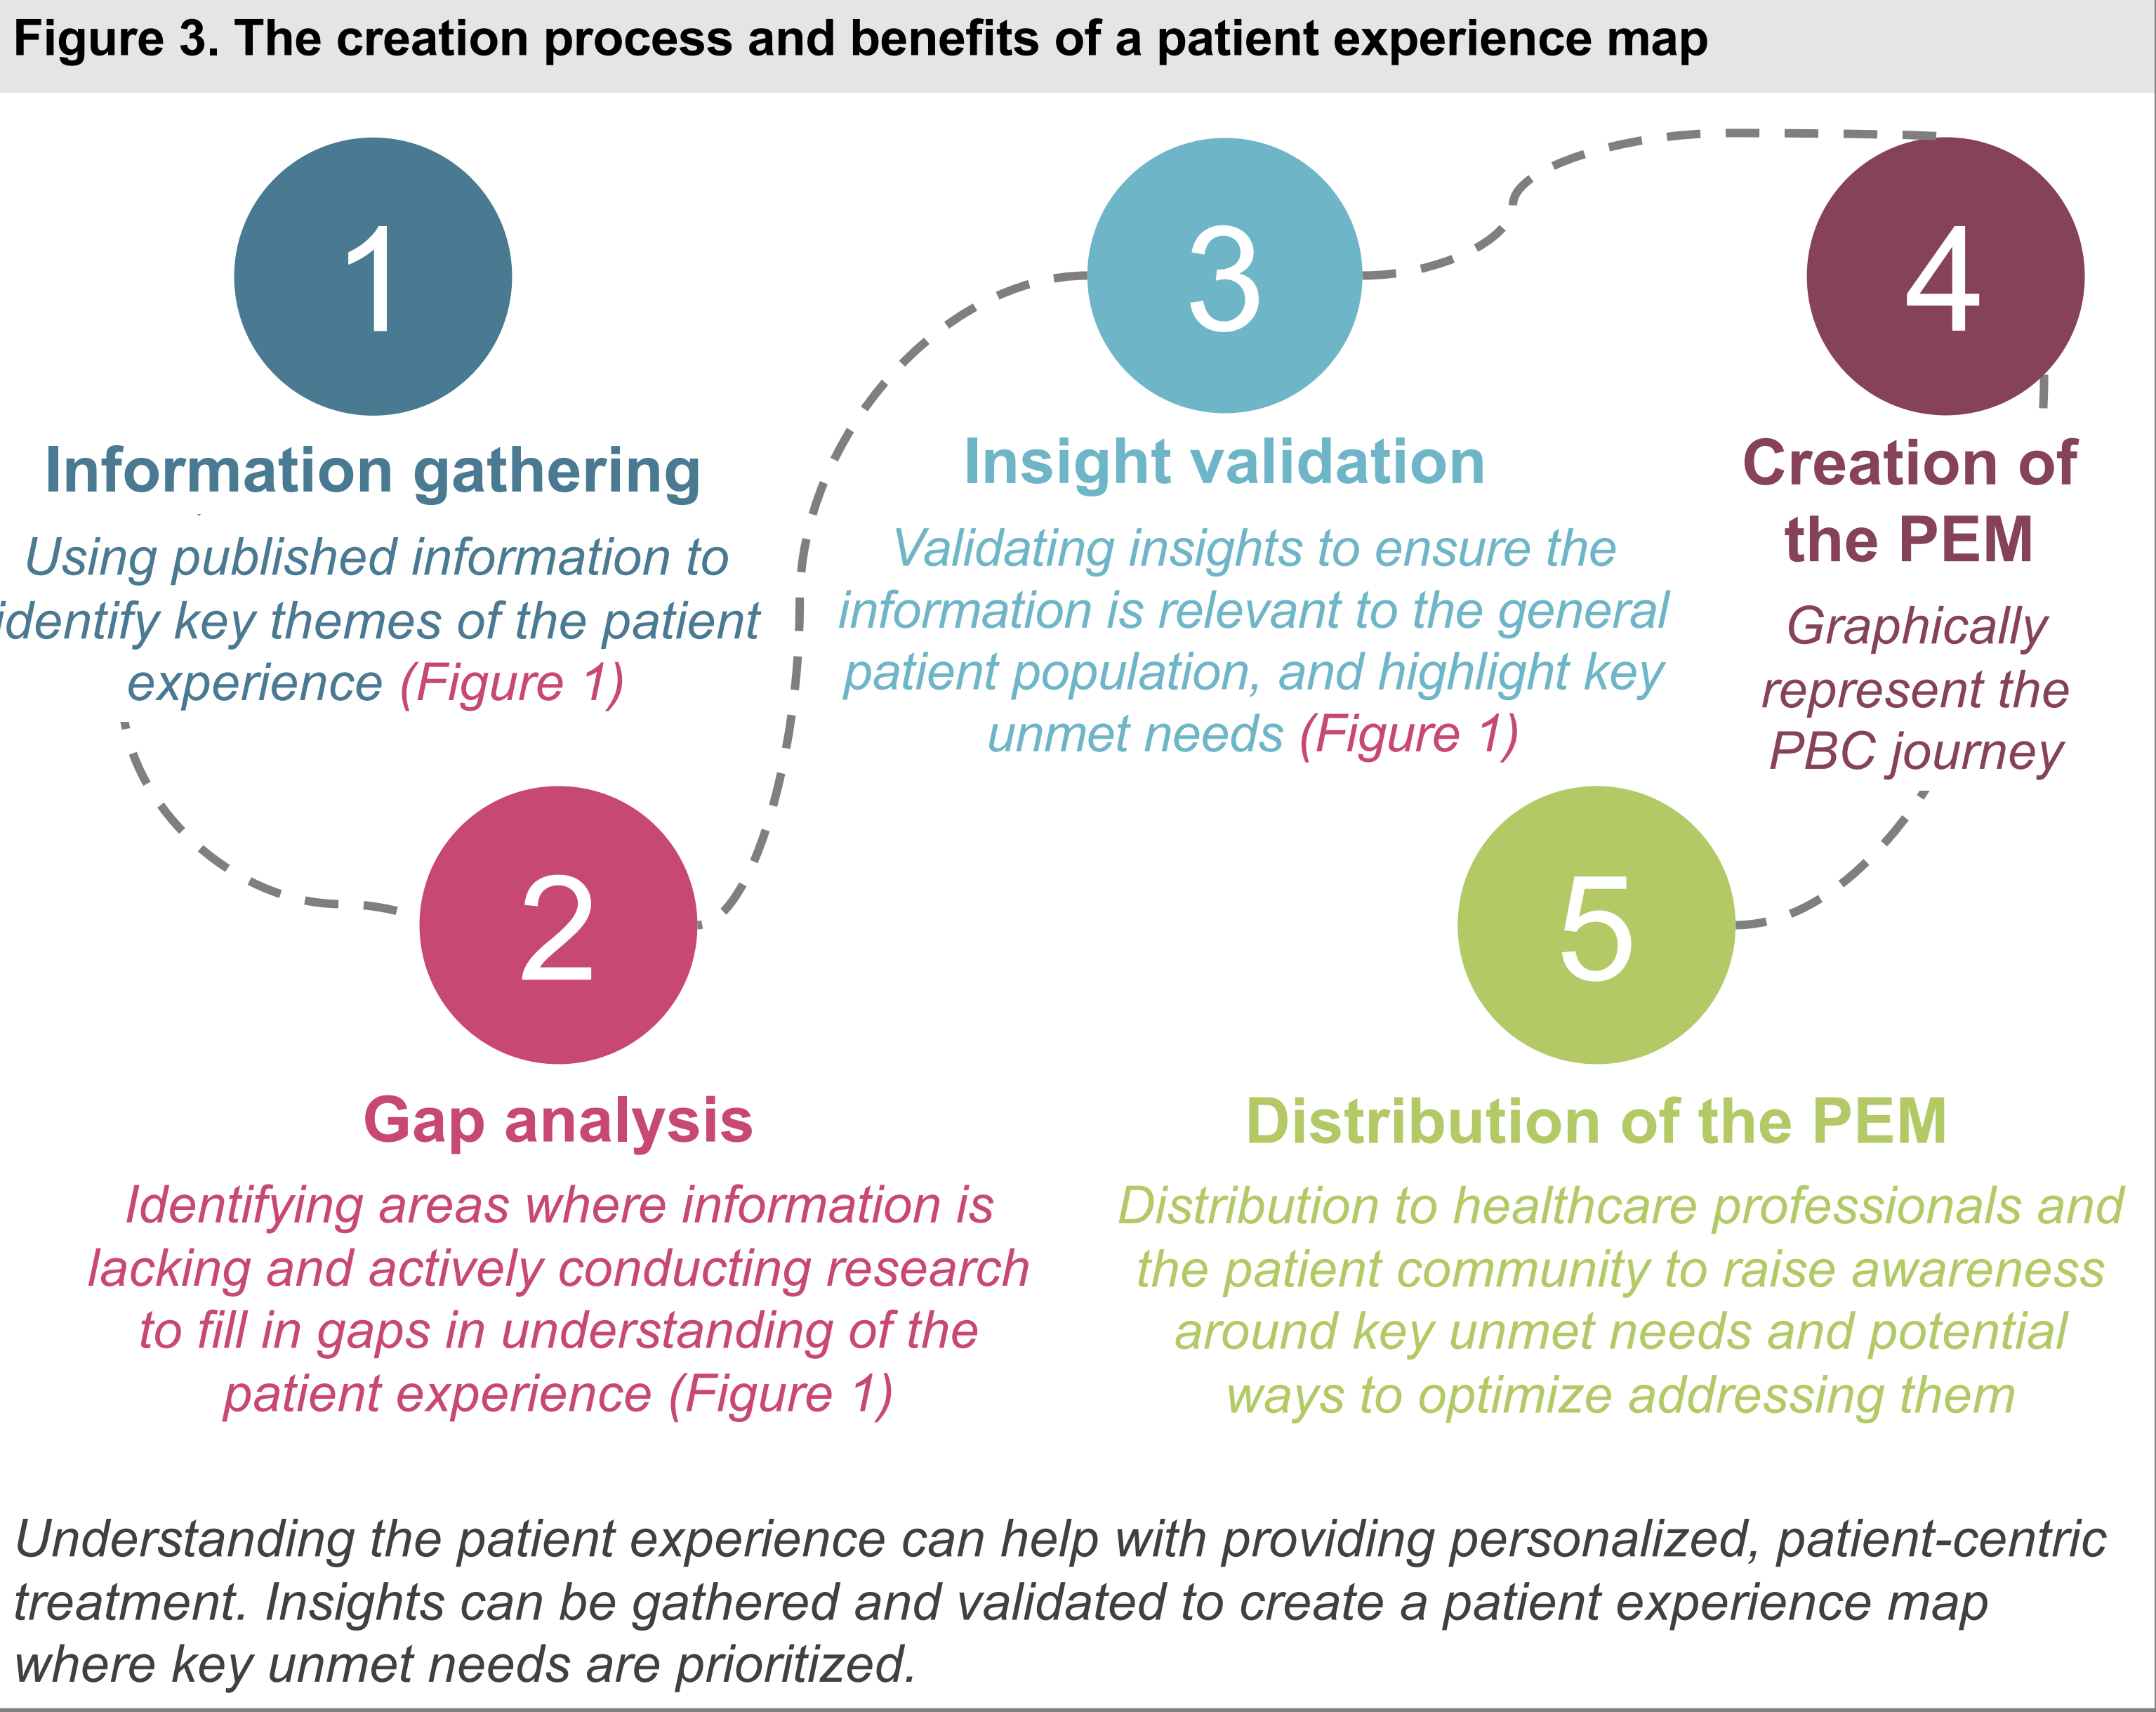 Figure 3. The creation process and benefits of a patient experience map
1
Information gathering
Using published information to
identify key themes of the patient
experience (Figure 1)
2
Gap analysis
Identifying areas where information is
lacking and actively conducting research
to fill in gaps in understanding of the
patient experience (Figure 1)
3
Insight validation
Validating insights to ensure the
information is relevant to the general
patient population, and highlight key
unmet needs (Figure 1)
4
Creation of
the PEM
Graphically
represent the
PBC journey
5
Distribution of the PEM
Distribution to healthcare professionals and
the patient community to raise awareness
around key unmet needs and potential
ways to optimize addressing them
Understanding the patient experience can help with providing personalized, patient-centric
treatment. Insights can be gathered and validated to create a patient experience map
where key unmet needs are prioritized.